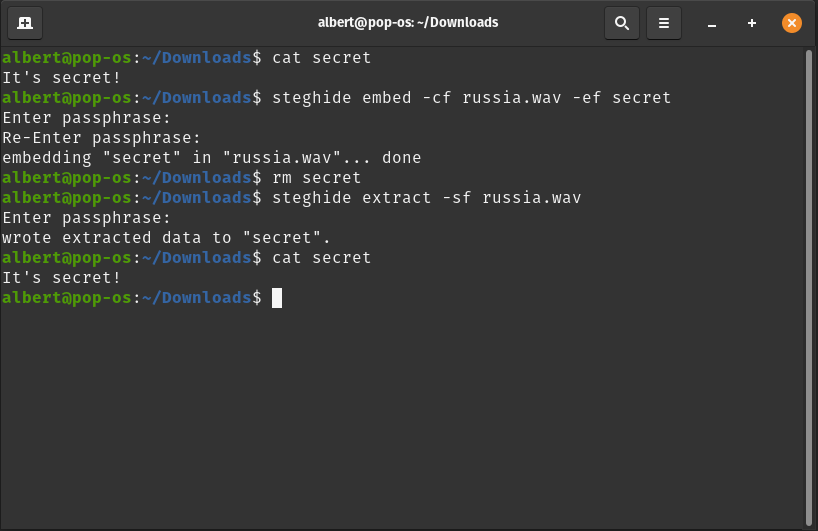 albert@pop-os: ~/Downloads
albert@pop-os:~/Downloads$ cat secret
It's secret!
albert@pop-os:~/Downloads$ steghide embed -cf russia.wav -ef secret
Enter passphrase:
Re-Enter passphrase:
embedding "secret" in "russia.wav"... done
albert@pop-os:~/Downloads$ rm secret
albert@pop-os:~/Downloads$ steghide extract -sf russia.wav
Enter passphrase:
wrote extracted data to "secret".
albert@pop-os:~/Downloads$ cat secret
It's secret!
albert@pop-os:~/Downloads$